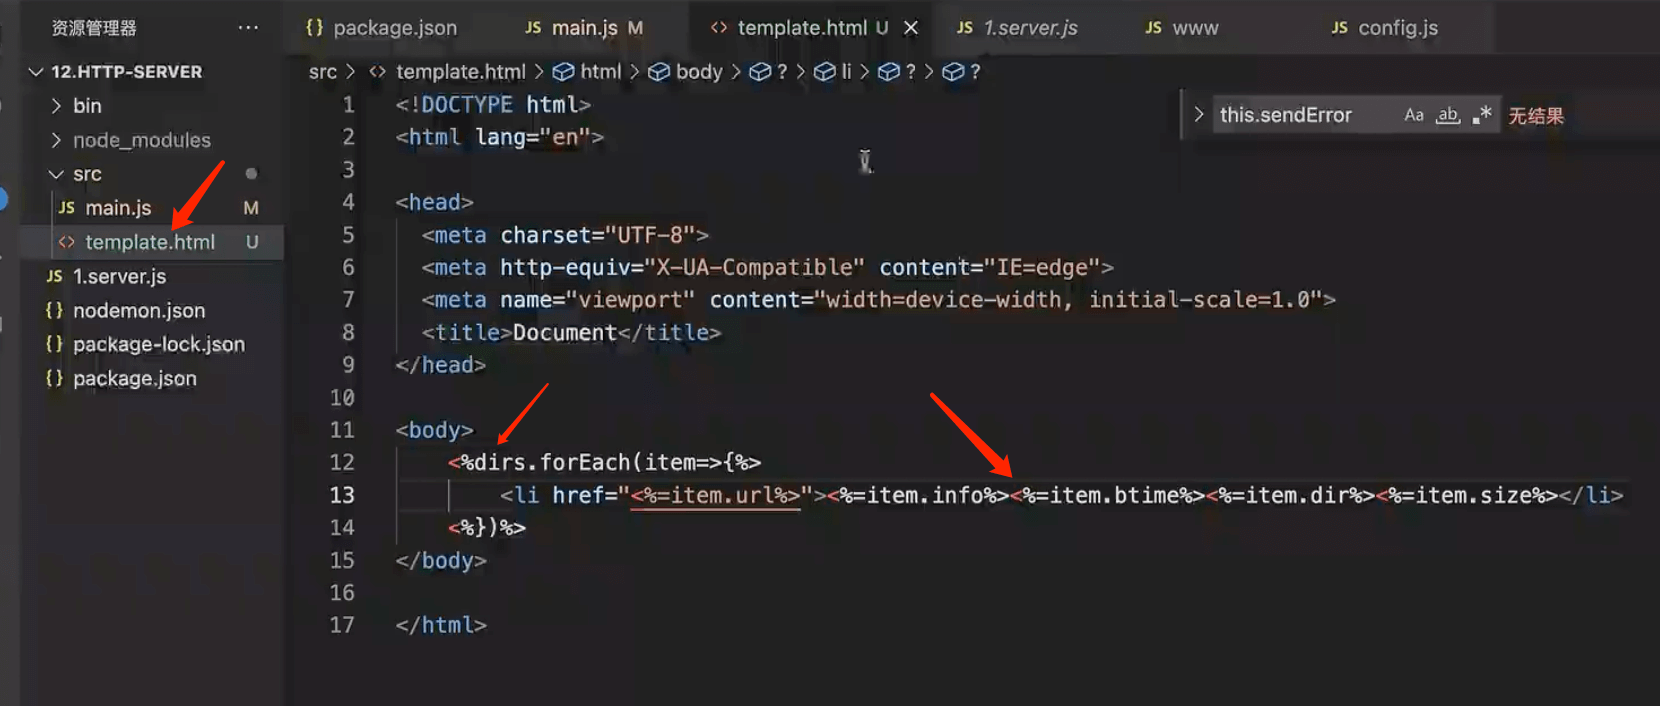 资源管理器 ···
12.HTTP-SERVER
bin
node_modules
src
JS main.js M
<> template.html U
JS 1.server.js
{} nodemon.json
{} package-lock.json
{} package.json
{} package.json JS main.js M <> template.html U × JS 1.server.js JS www JS config.js
src > <> template.html > html > body > ? > li > ? > ?
this.sendError Aa ab .* 无结果
1 <!DOCTYPE html>
2 <html lang="en">
3
4 <head>
5 <meta charset="UTF-8">
6 <meta http-equiv="X-UA-Compatible" content="IE=edge">
7 <meta name="viewport" content="width=device-width, initial-scale=1.0">
8 <title>Document</title>
9 </head>
10
11 <body>
12 <%dirs.forEach(item=>{%>
13 <li href="<%=item.url%>"><%=item.info%><%=item.btime%><%=item.dir%><%=item.size%></li>
14 <%})%>
15 </body>
16
17 </html>